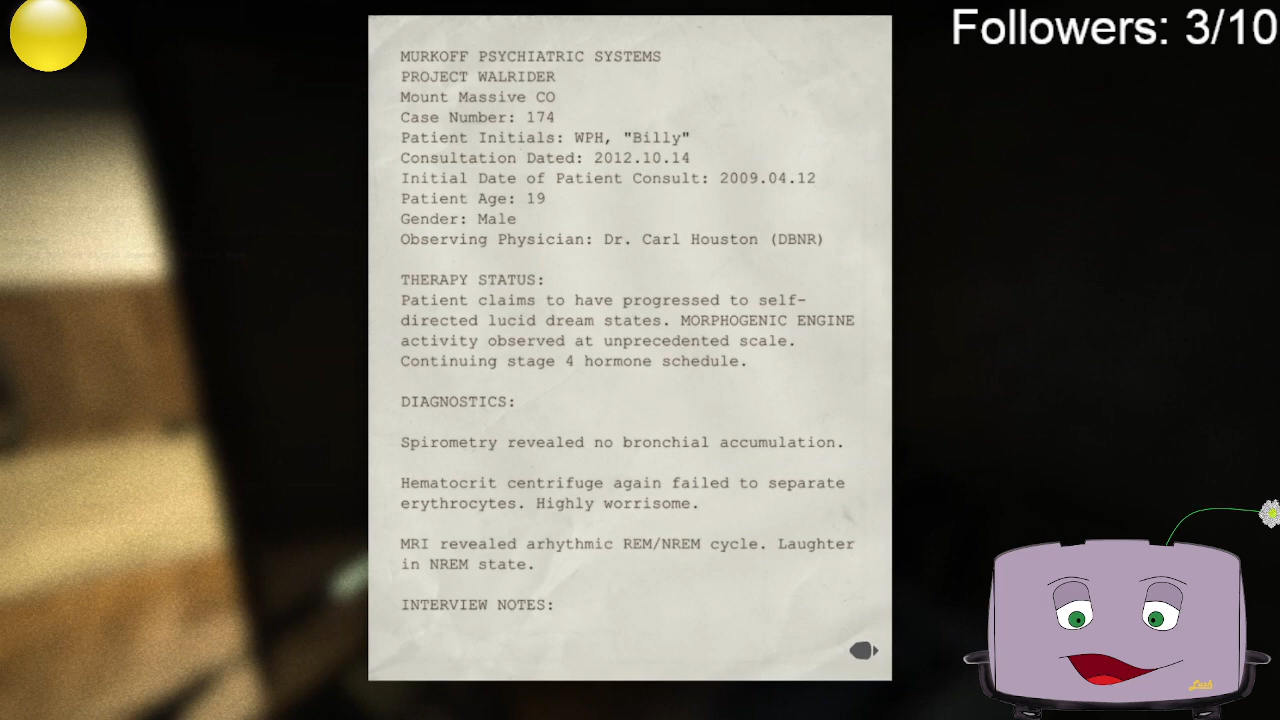 Followers: 3/10
MURKOFF PSYCHIATRIC SYSTEMS
PROJECT WALRIDER
Mount Massive CO
Case Number: 174
Patient Initials: WPH, "Billy"
Consultation Dated: 2012.10.14
Initial Date of Patient Consult: 2009.04.12
Patient Age: 19
Gender: Male
Observing Physician: Dr. Carl Houston (DBNR)
THERAPY STATUS:
Patient claims to have progressed to self-
directed lucid dream states. MORPHOGENIC ENGINE
activity observed at unprecedented scale.
Continuing stage 4 hormone schedule.
DIAGNOSTICS:
Spirometry revealed no bronchial accumulation.
Hematocrit centrifuge again failed to separate
erythrocytes. Highly worrisome.
MRI revealed arhythmic REM/NREM cycle. Laughter
in NREM state.
INTERVIEW NOTES:
Lush